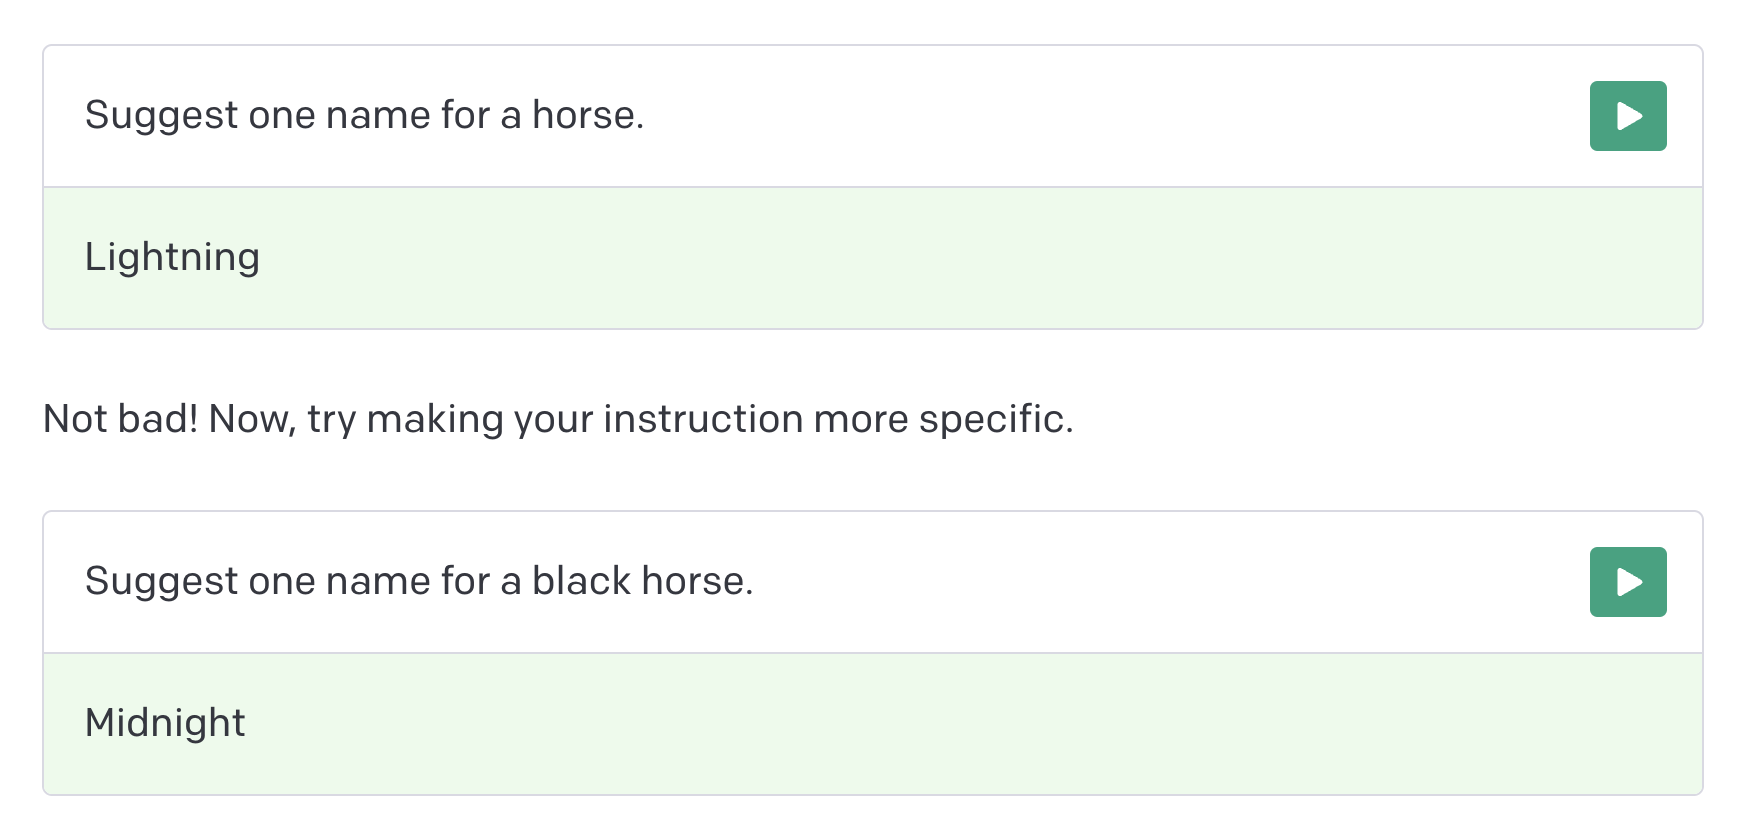 Suggest one name for a horse.
Lightning
Not bad! Now, try making your instruction more specific.
Suggest one name for a black horse.
Midnight